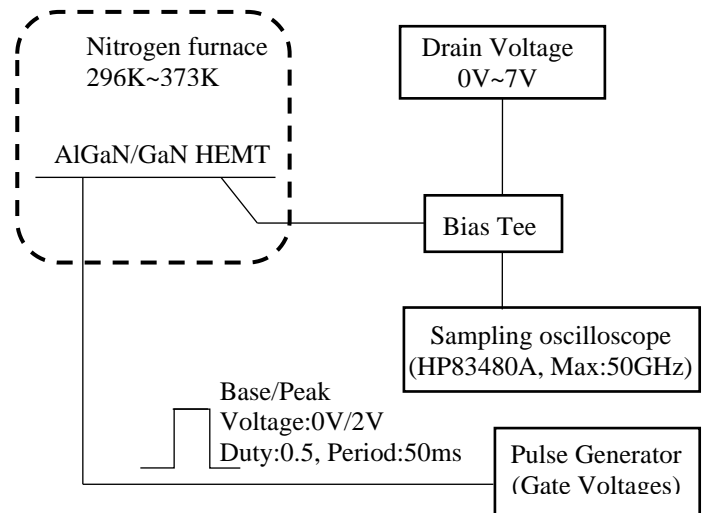 Nitrogen furnace
296K~373K
AlGaN/GaN HEMT
Drain Voltage
0V~7V
Bias Tee
Sampling oscilloscope
(HP83480A, Max:50GHz)
Base/Peak
Voltage:0V/2V
Duty:0.5, Period:50ms
Pulse Generator
(Gate Voltages)